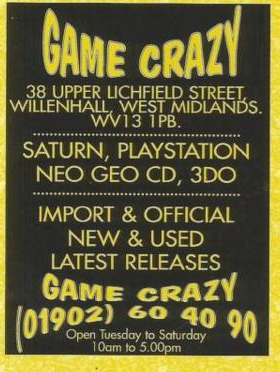 GAME CRAZY
38 UPPER LICHFIELD STREET,
WILLENHALL, WEST MIDLANDS.
WV13 1PB.
SATURN, PLAYSTATION
NEO GEO CD, 3DO
IMPORT & OFFICIAL
NEW & USED
LATEST RELEASES
GAME CRAZY
(01902) 60 40 90
Open Tuesday to Saturday
10am to 5.00pm